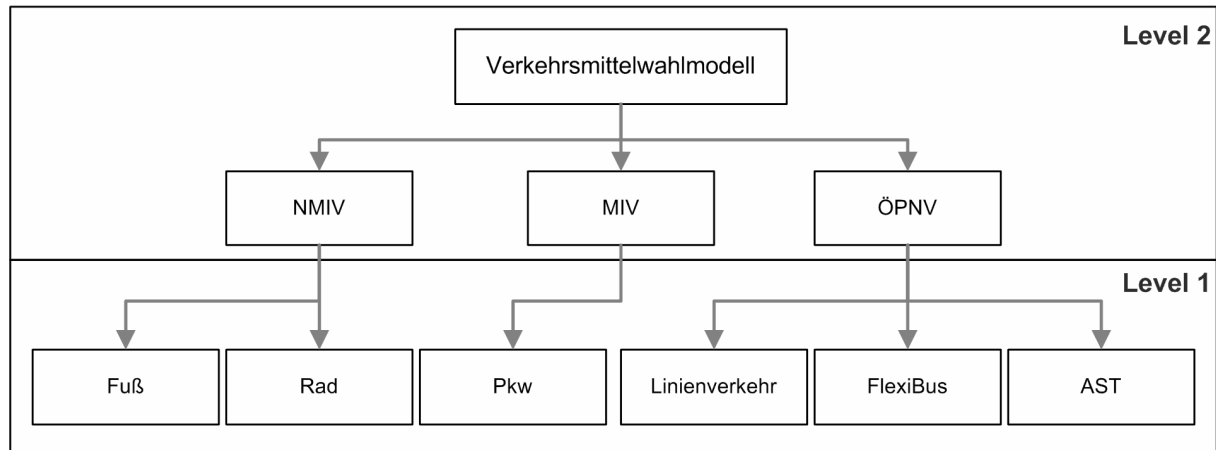 Level 2
Verkehrsmittelwahlmodell
NMIV
MIV
ÖPNV
Level 1
Fuß
Rad
Pkw
Linienverkehr
FlexiBus
AST